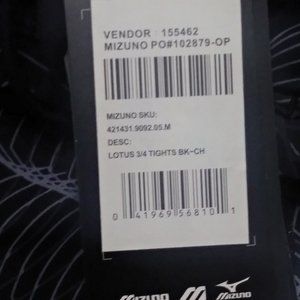 VENDOR : 155462
MIZUNO PO#102879-OP
MIZUNO SKU:
421431.9092.05.M
DESC:
LOTUS 3/4 TIGHTS BK-CH
0 41969 56810 1
MIZUNO
MIZUNO